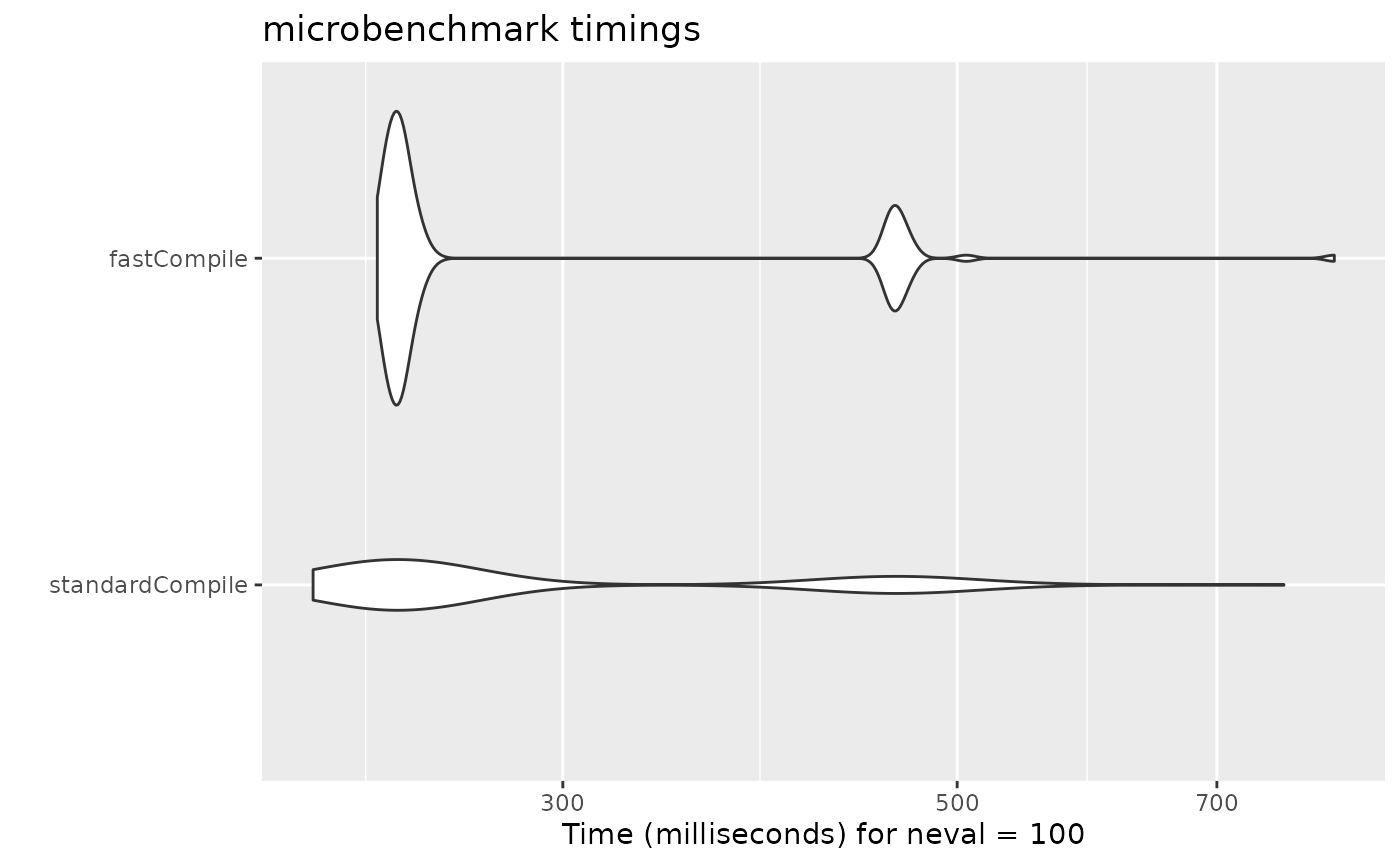 microbenchmark timings
fastCompile
standardCompile
300 500 700
Time (milliseconds) for neval = 100